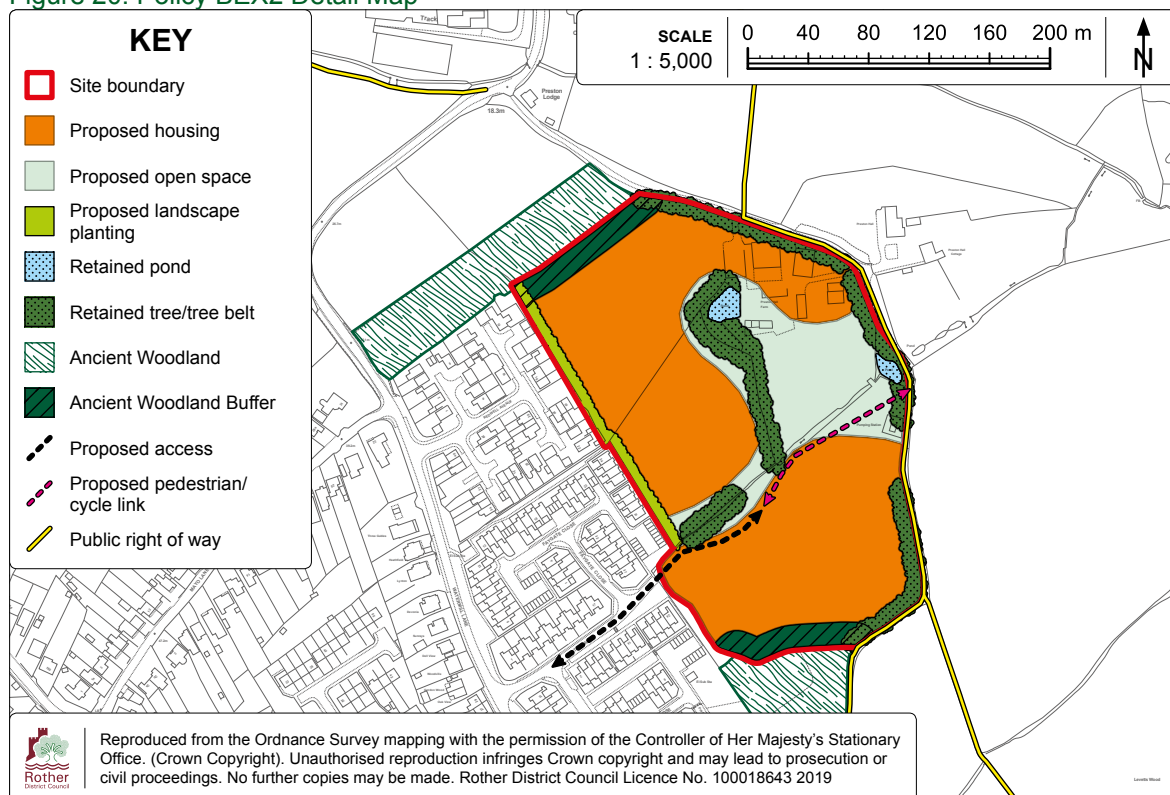 Figure 20: Policy BEX2 Detail Map
KEY
Site boundary
Proposed housing
Proposed open space
Proposed landscape
planting
Retained pond
Retained tree/tree belt
Ancient Woodland
Ancient Woodland Buffer
Proposed access
Proposed pedestrian/
cycle link
Public right of way
SCALE
1 : 5,000
0 40 80 120 160 200 m
N
Track
Preston
Lodge
18.3m
Preston Hall
Pumping Station
Reproduced from the Ordnance Survey mapping with the permission of the Controller of Her Majesty's Stationary
Office. (Crown Copyright). Unauthorised reproduction infringes Crown copyright and may lead to prosecution or
civil proceedings. No further copies may be made. Rother District Council Licence No. 100018643 2019
Rother
District Council